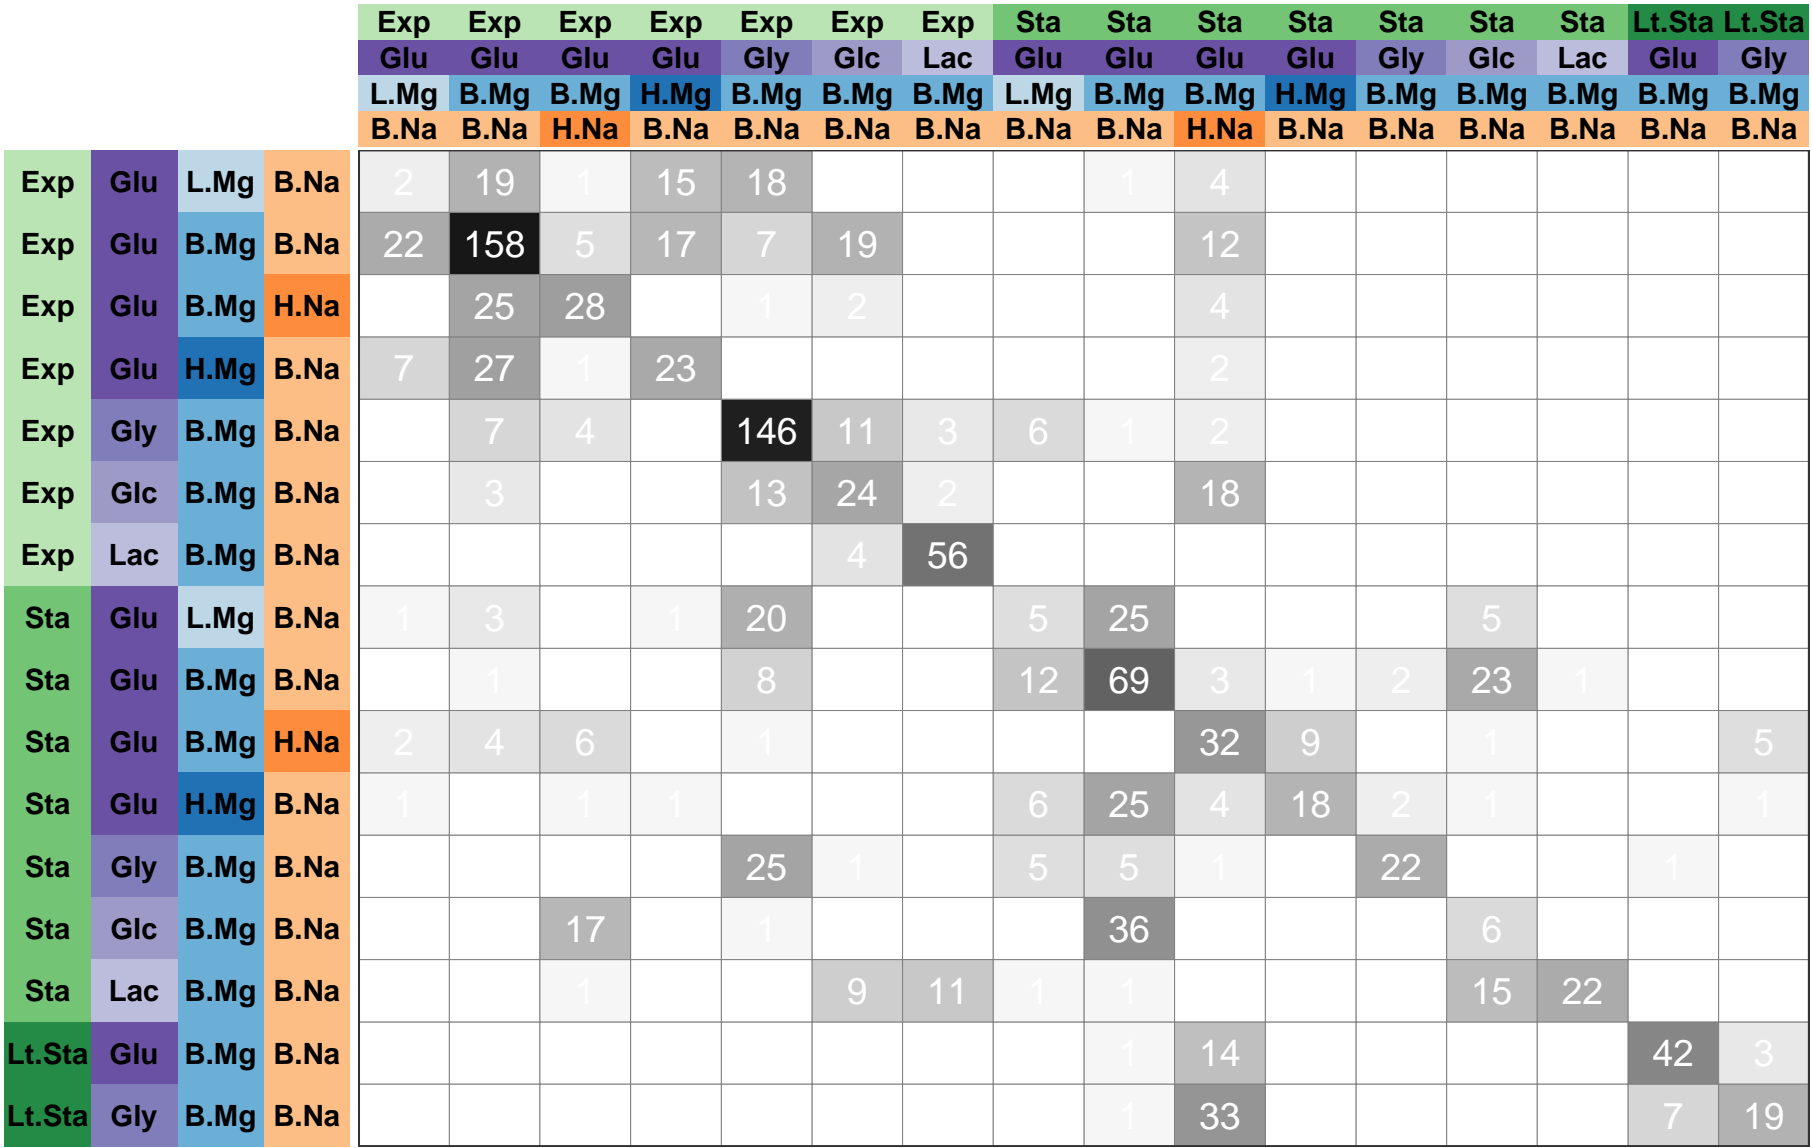 Exp Exp Exp Exp Exp Exp Exp Sta Sta Sta Sta Sta Sta Sta Lt.Sta Lt.Sta
Glu Glu Glu Glu Gly Glc Lac Glu Glu Glu Glu Gly Glc Lac Glu Gly
L.Mg B.Mg B.Mg H.Mg B.Mg B.Mg B.Mg L.Mg B.Mg B.Mg H.Mg B.Mg B.Mg B.Mg B.Mg B.Mg
B.Na B.Na H.Na B.Na B.Na B.Na B.Na B.Na B.Na H.Na B.Na B.Na B.Na B.Na B.Na B.Na
Exp Glu L.Mg B.Na 2 19 1 15 18 1 4
Exp Glu B.Mg B.Na 22 158 5 17 7 19 12
Exp Glu B.Mg H.Na 25 28 1 2 4
Exp Glu H.Mg B.Na 7 27 1 23 2
Exp Gly B.Mg B.Na 7 4 146 11 3 6 1 2
Exp Glc B.Mg B.Na 3 13 24 2 18
Exp Lac B.Mg B.Na 4 56
Sta Glu L.Mg B.Na 1 3 1 20 5 25 5
Sta Glu B.Mg B.Na 1 8 12 69 3 1 2 23 1
Sta Glu B.Mg H.Na 2 4 6 1 32 9 1 5
Sta Glu H.Mg B.Na 1 1 1 6 25 4 18 2 1 1
Sta Gly B.Mg B.Na 25 1 5 5 1 22 1
Sta Glc B.Mg B.Na 17 1 36 6
Sta Lac B.Mg B.Na 1 9 11 1 1 15 22
Lt.Sta Glu B.Mg B.Na 1 14 42 3
Lt.Sta Gly B.Mg B.Na 1 33 7 19